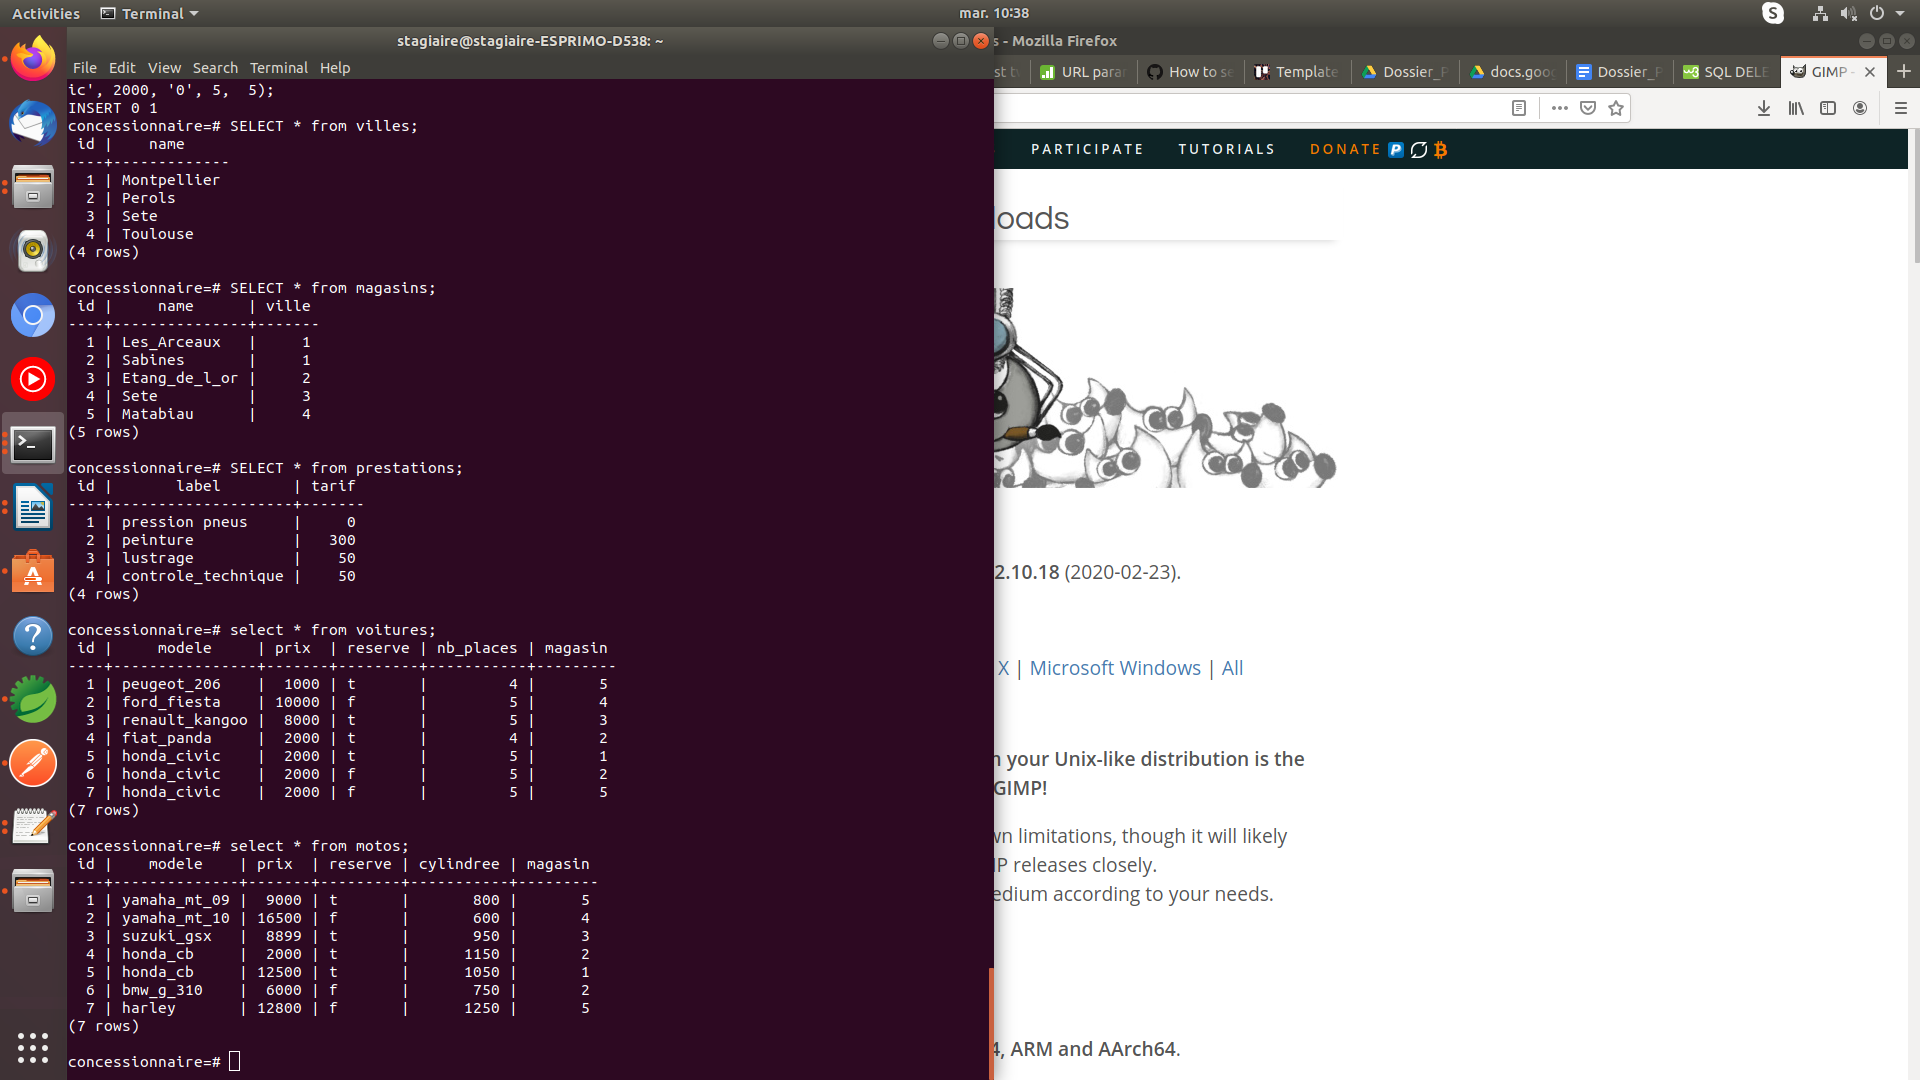 Activities
Terminal
mar. 10:38
stagiaire@stagiaire-ESPRIMO-D538: ~
File Edit View Search Terminal Help
ic', 2000, '0', 5,  5);
INSERT 0 1
concessionnaire=# SELECT * from villes;
 id |    name
----+-------------
  1 | Montpellier
  2 | Perols
  3 | Sete
  4 | Toulouse
(4 rows)
concessionnaire=# SELECT * from magasins;
 id |     name      | ville
----+---------------+-------
  1 | Les_Arceaux   |     1
  2 | Sabines       |     1
  3 | Etang_de_l_or |     2
  4 | Sete          |     3
  5 | Matabiau      |     4
(5 rows)
concessionnaire=# SELECT * from prestations;
 id |       label        | tarif
----+--------------------+-------
  1 | pression pneus     |     0
  2 | peinture           |   300
  3 | lustrage           |    50
  4 | controle_technique |    50
(4 rows)
concessionnaire=# select * from voitures;
 id |     modele     | prix  | reserve | nb_places | magasin
----+----------------+-------+---------+-----------+---------
  1 | peugeot_206    |  1000 | t       |         4 |       5
  2 | ford_fiesta    | 10000 | f       |         5 |       4
  3 | renault_kangoo |  8000 | t       |         5 |       3
  4 | fiat_panda     |  2000 | t       |         4 |       2
  5 | honda_civic    |  2000 | t       |         5 |       1
  6 | honda_civic    |  2000 | f       |         5 |       2
  7 | honda_civic    |  2000 | f       |         5 |       5
(7 rows)
concessionnaire=# select * from motos;
 id |    modele    | prix  | reserve | cylindree | magasin
----+--------------+-------+---------+-----------+---------
  1 | yamaha_mt_09 |  9000 | t       |       800 |       5
  2 | yamaha_mt_10 | 16500 | f       |       600 |       4
  3 | suzuki_gsx   |  8899 | t       |       950 |       3
  4 | honda_cb     |  2000 | t       |      1150 |       2
  5 | honda_cb     | 12500 | t       |      1050 |       1
  6 | bmw_g_310    |  6000 | f       |       750 |       2
  7 | harley       | 12800 | f       |      1250 |       5
(7 rows)
concessionnaire=#
s - Mozilla Firefox
URL para
How to se
Template
Dossier_P
docs.goog
Dossier_P
SQL DELE
GIMP -
PARTICIPATE TUTORIALS DONATE
loads
2.10.18 (2020-02-23).
X | Microsoft Windows | All
n your Unix-like distribution is the
GIMP!
wn limitations, though it will likely
IP releases closely.
edium according to your needs.
4, ARM and AArch64.